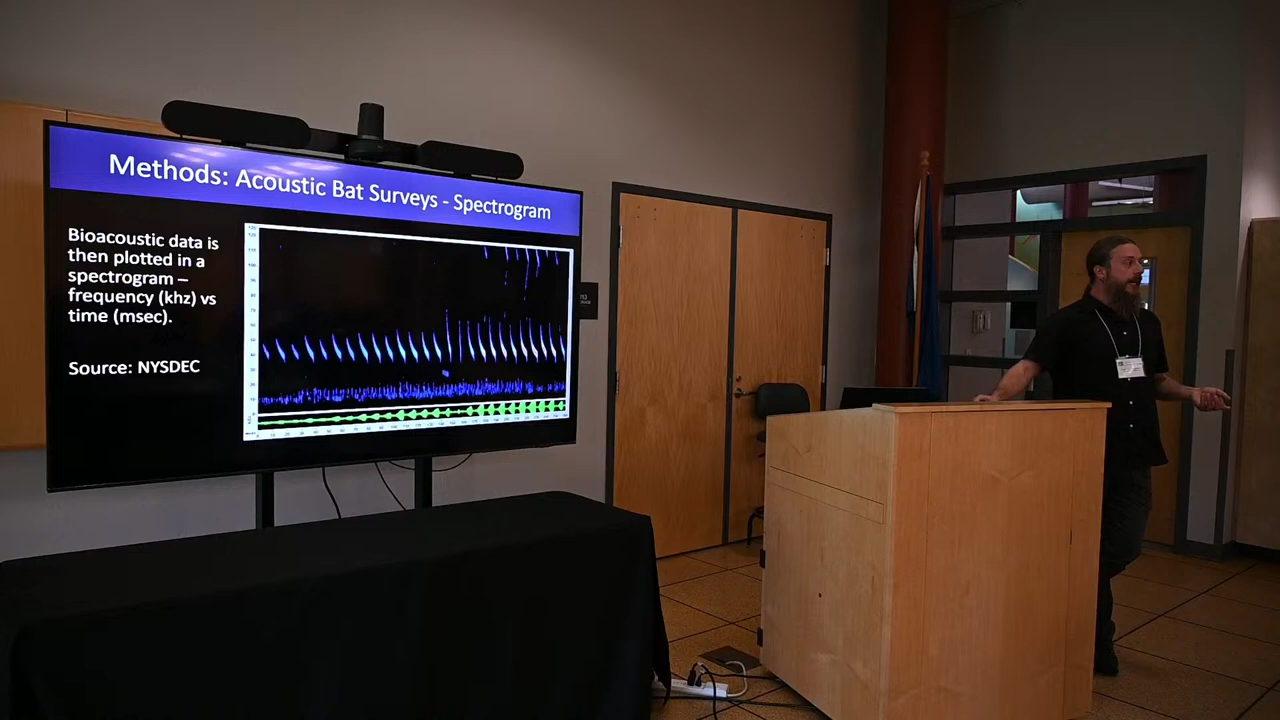 Methods: Acoustic Bat Surveys - Spectrogram
Bioacoustic data is
then plotted in a
spectrogram –
frequency (khz) vs
time (msec).
Source: NYSDEC